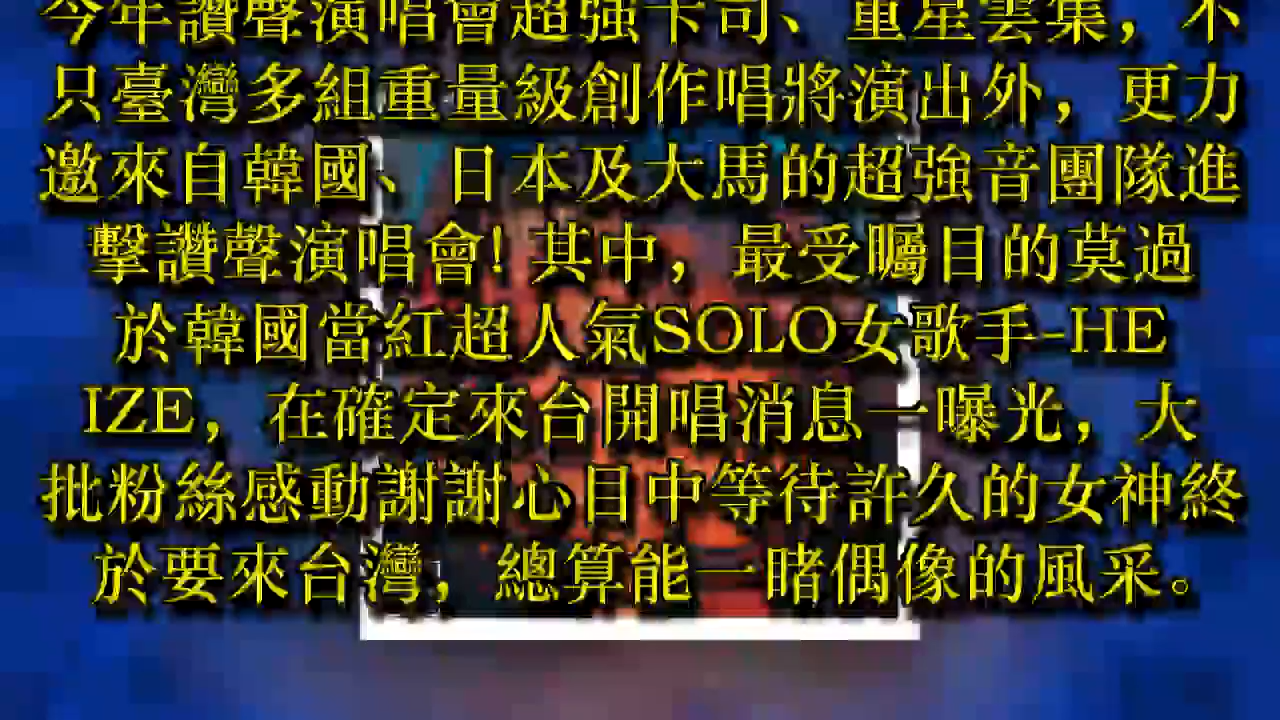 今年讚聲演唱會超強卡司、重星雲集，不
只臺灣多組重量級創作唱將演出外，更力
邀來自韓國、日本及大馬的超強音團隊進
擊讚聲演唱會! 其中，最受矚目的莫過
於韓國當紅超人氣SOLO女歌手-HE
IZE，在確定來台開唱消息一曝光，大
批粉絲感動謝謝心目中等待許久的女神終
於要來台灣，總算能一睹偶像的風采。